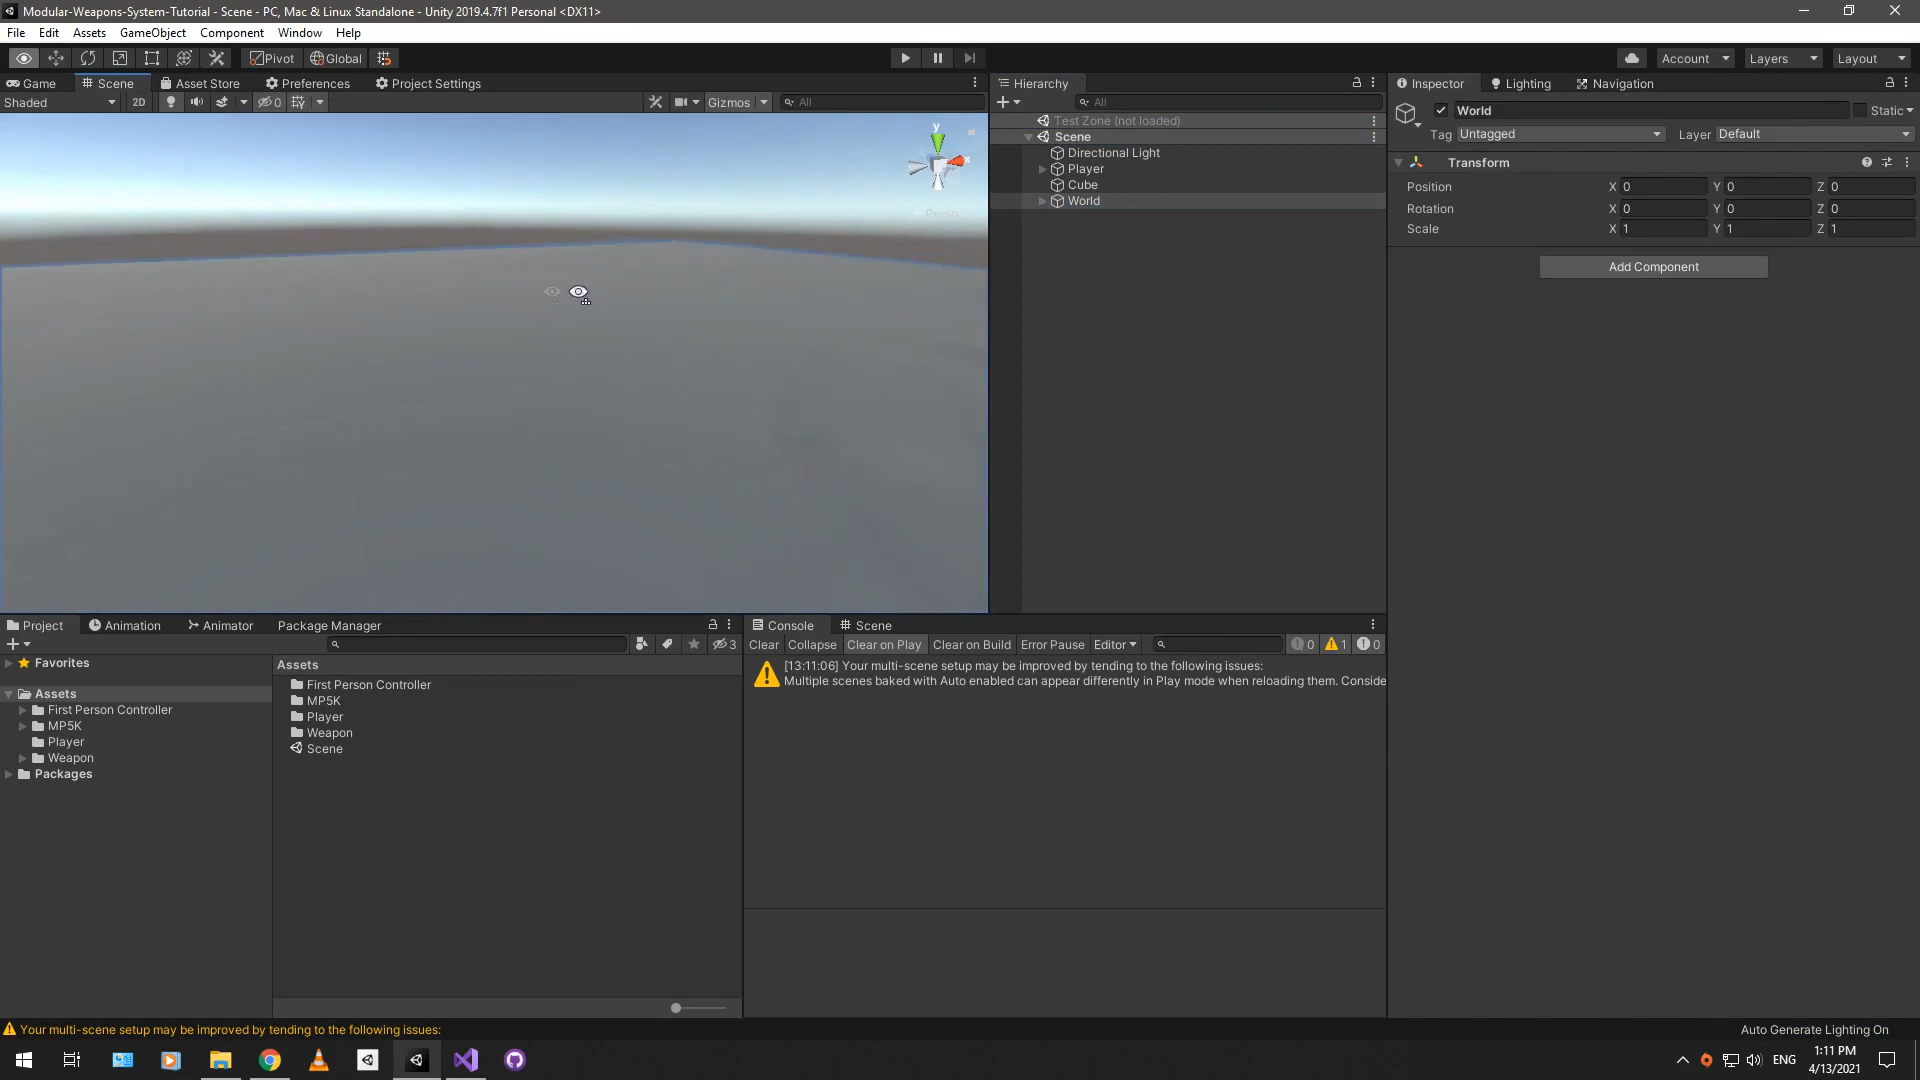 Modular-Weapons-System-Tutorial - Scene - PC, Mac & Linux Standalone - Unity 2019.4.7f1 Personal <DX11>
File Edit Assets GameObject Component Window Help
Pivot Global Account Layers Layout
Game Scene Asset Store Preferences Project Settings
Shaded 2D 0 Gizmos All
y
x
Persp
Hierarchy
All
Test Zone (not loaded)
Scene
Directional Light
Player
Cube
World
Inspector Lighting Navigation
World Static
Tag Untagged Layer Default
Transform
Position X 0 Y 0 Z 0
Rotation X 0 Y 0 Z 0
Scale X 1 Y 1 Z 1
Add Component
Project Animation Animator Package Manager
3
Favorites
Assets
First Person Controller
MP5K
Player
Weapon
Packages
Assets
First Person Controller
MP5K
Player
Weapon
Scene
Console Scene
Clear Collapse Clear on Play Clear on Build Error Pause Editor 0 1 0
[13:11:06] Your multi-scene setup may be improved by tending to the following issues:
Multiple scenes baked with Auto enabled can appear differently in Play mode when reloading them. Conside
Your multi-scene setup may be improved by tending to the following issues:
Auto Generate Lighting On
ENG
1:11 PM
4/13/2021